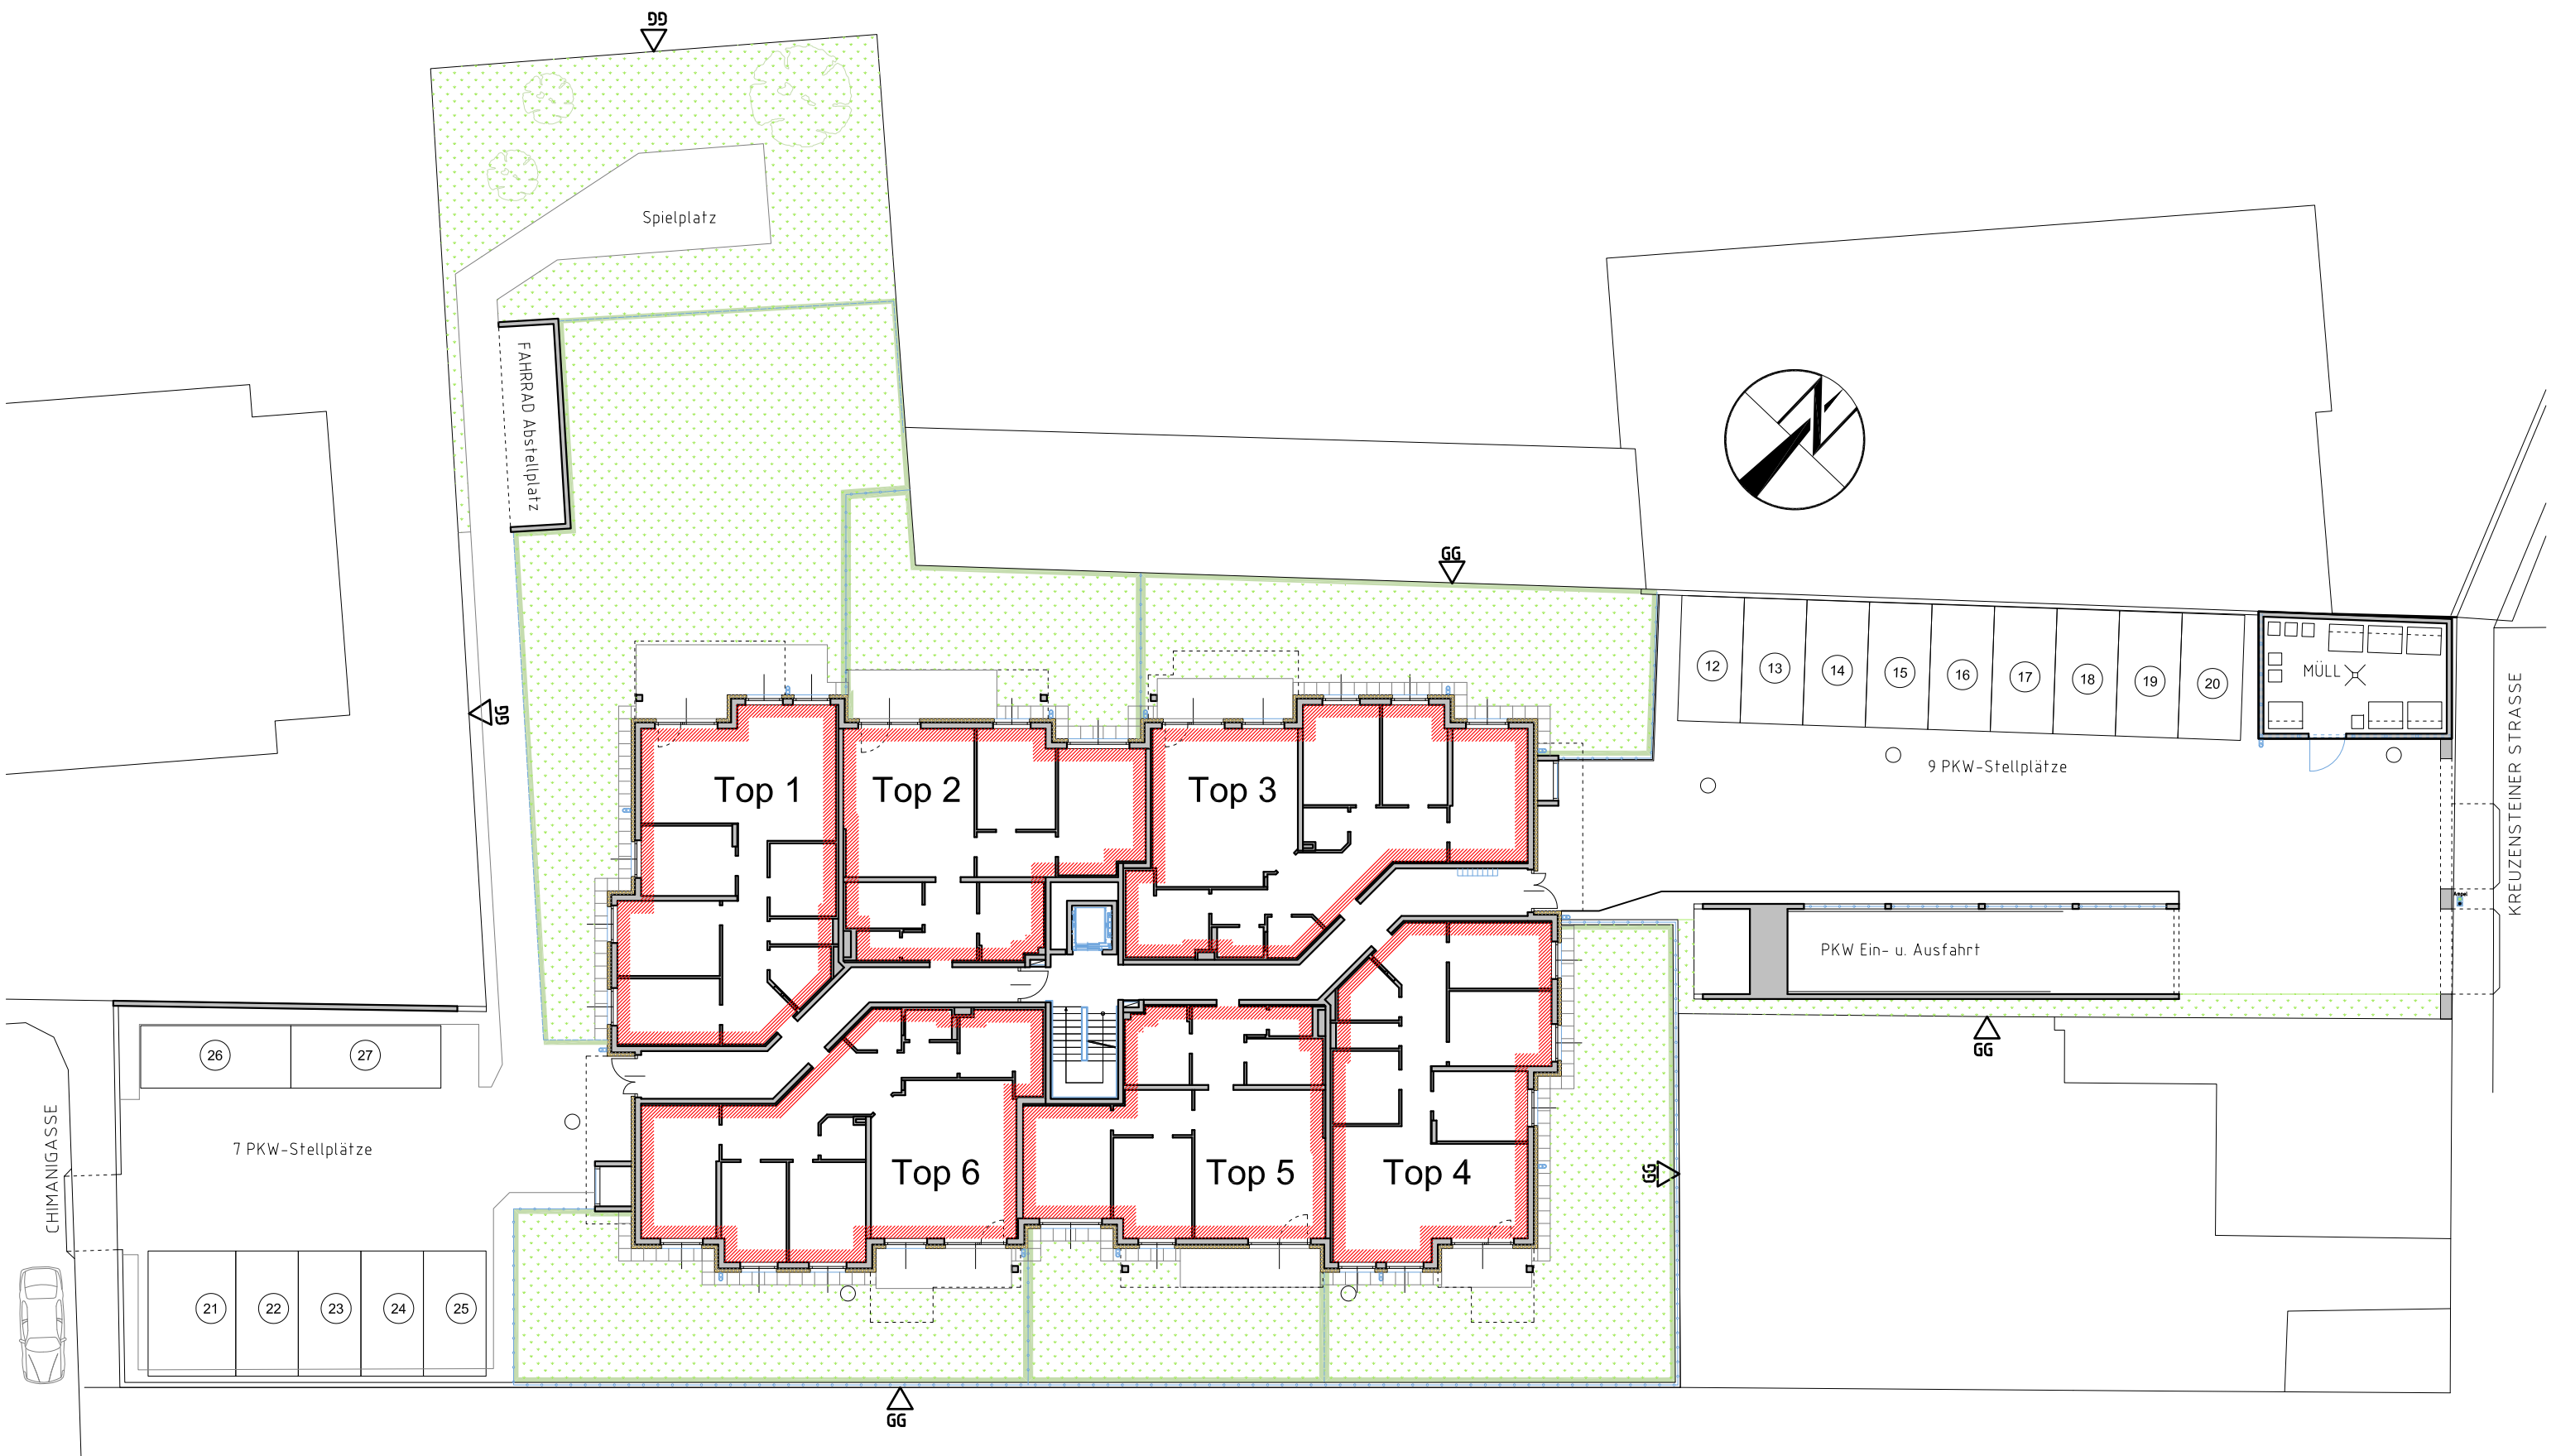 GG
Spielplatz
FAHRRAD Abstellplatz
GG
GG
12
13
14
15
16
17
18
19
20
MÜLL
9 PKW-Stellplätze
KREUZENSTEINER STRASSE
Top 1
Top 2
Top 3
Ampel
PKW Ein- u. Ausfahrt
GG
26
27
7 PKW-Stellplätze
CHIMANIGASSE
Top 6
Top 5
Top 4
GG
21
22
23
24
25
GG